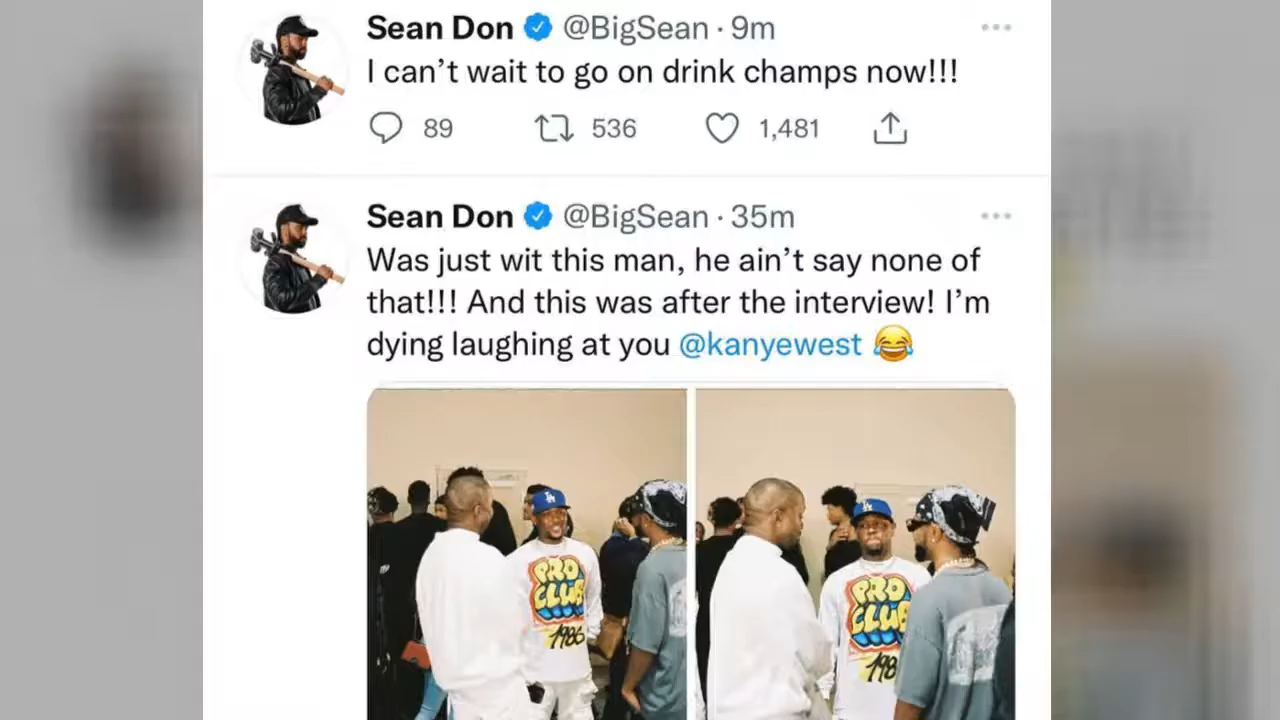 Sean Don @BigSean · 9m
I can’t wait to go on drink champs now!!!
89 536 1,481
Sean Don @BigSean · 35m
Was just wit this man, he ain’t say none of
that!!! And this was after the interview! I’m
dying laughing at you @kanyewest 😂
LA
PRO
CLUB
1986
LA
PRO
CLUB
198